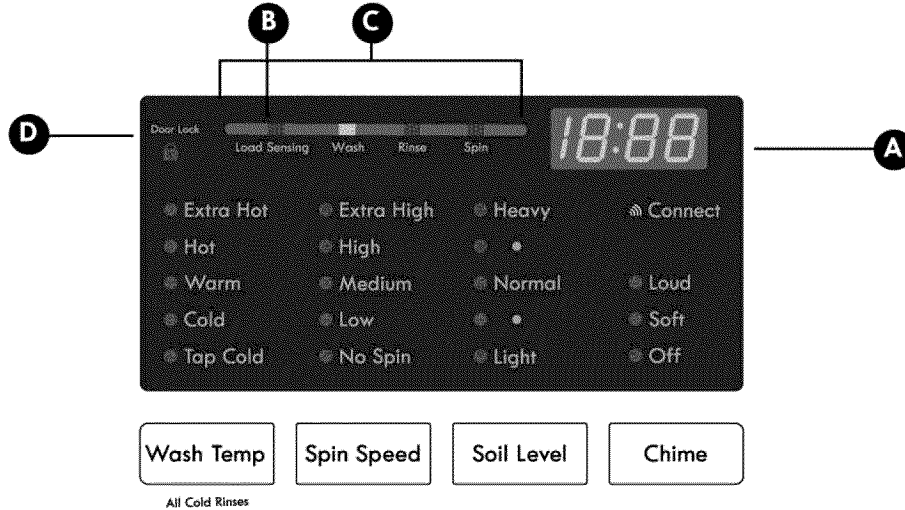 B C
D A
Door Lock
Load Sensing Wash Rinse Spin
18:88
Extra Hot Extra High Heavy Connect
Hot High
Warm Medium Normal Loud
Cold Low Soft
Tap Cold No Spin Light Off
Wash Temp Spin Speed Soil Level Chime
All Cold Rinses